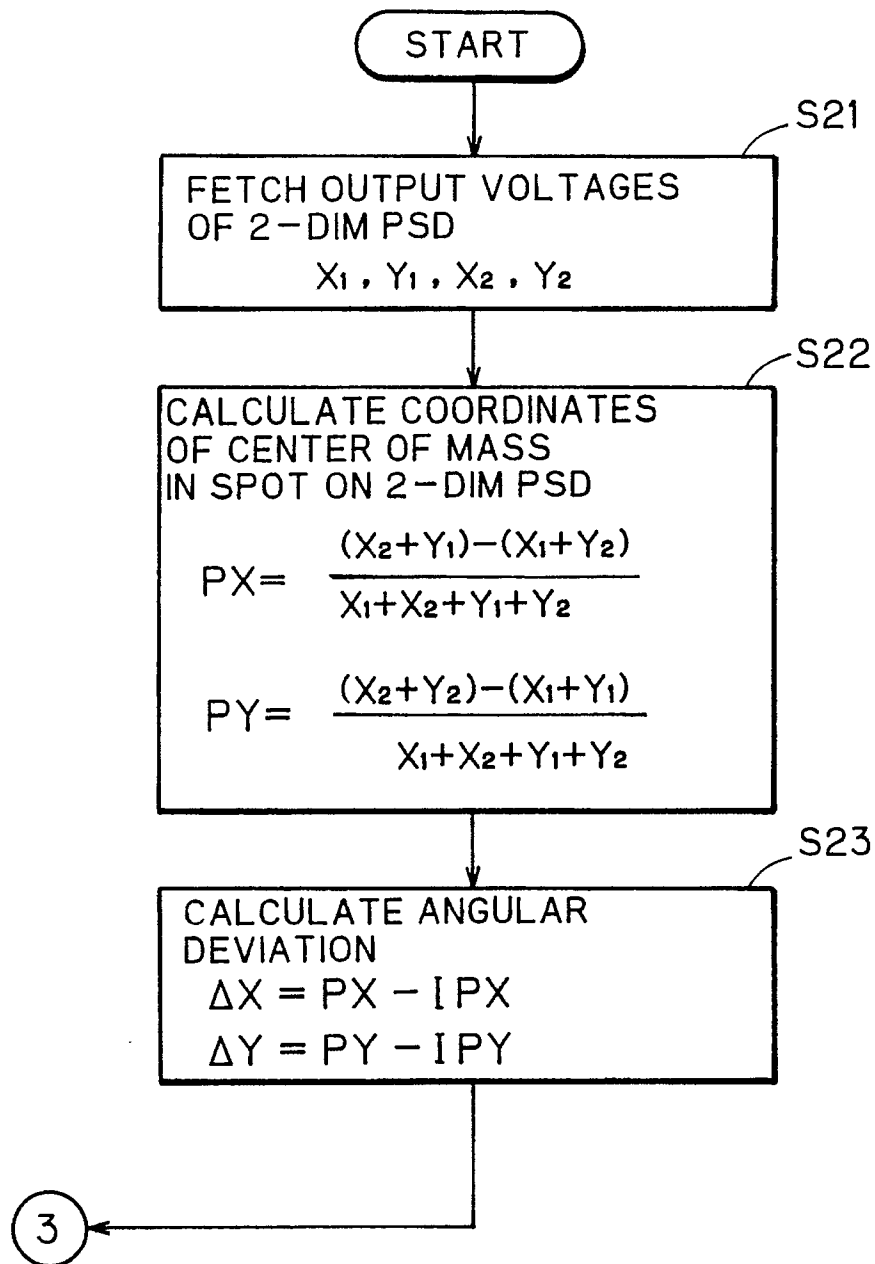 START
S21
FETCH OUTPUT VOLTAGES
OF 2-DIM PSD
X1, Y1, X2, Y2
S22
CALCULATE COORDINATES
OF CENTER OF MASS
IN SPOT ON 2-DIM PSD
(X2+Y1)-(X1+Y2)
PX=
X1+X2+Y1+Y2
(X2+Y2)-(X1+Y1)
PY=
X1+X2+Y1+Y2
S23
CALCULATE ANGULAR
DEVIATION
ΔX = PX - IPX
ΔY = PY - IPY
3